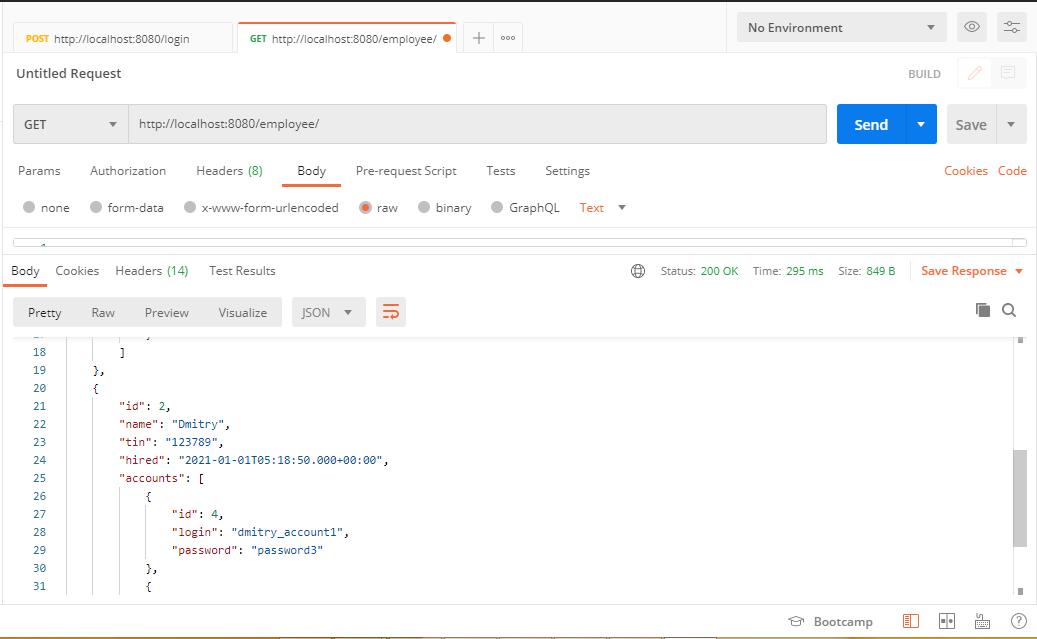 POST http://localhost:8080/login GET http://localhost:8080/employee/ No Environment
Untitled Request BUILD
GET http://localhost:8080/employee/ Send Save
Params Authorization Headers (8) Body Pre-request Script Tests Settings Cookies Code
none form-data x-www-form-urlencoded raw binary GraphQL Text
Body Cookies Headers (14) Test Results Status: 200 OK Time: 295 ms Size: 849 B Save Response
Pretty Raw Preview Visualize JSON
18 ]
19 },
20 {
21 "id": 2,
22 "name": "Dmitry",
23 "tin": "123789",
24 "hired": "2021-01-01T05:18:50.000+00:00",
25 "accounts": [
26 {
27 "id": 4,
28 "login": "dmitry_account1",
29 "password": "password3"
30 },
31 {
Bootcamp